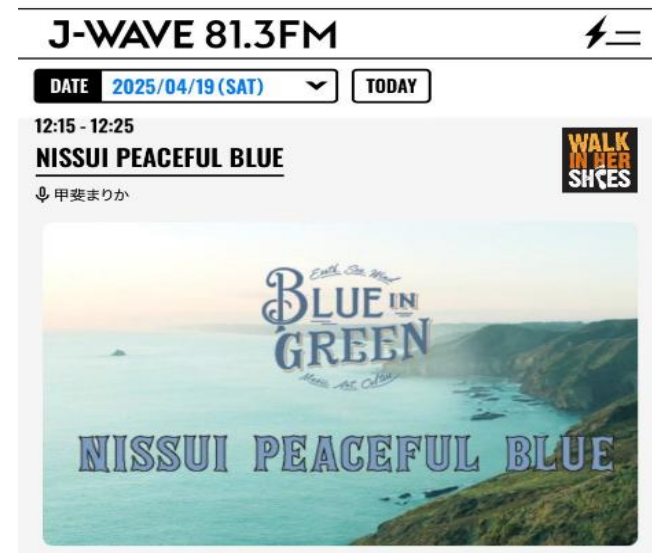 J-WAVE 81.3FM
DATE 2025/04/19(SAT) TODAY
12:15 - 12:25
NISSUI PEACEFUL BLUE
甲斐まりか
WALK
IN HER
SHOES
Earth, Sea, Wind
BLUE IN
GREEN
Music, Art, Culture
NISSUI PEACEFUL BLUE